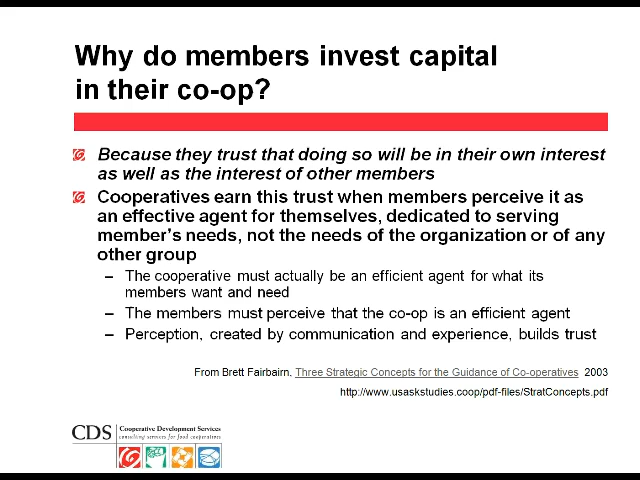 Why do members invest capital
in their co-op?
Because they trust that doing so will be in their own interest
as well as the interest of other members
Cooperatives earn this trust when members perceive it as
an effective agent for themselves, dedicated to serving
member's needs, not the needs of the organization or of any
other group
– The cooperative must actually be an efficient agent for what its
members want and need
– The members must perceive that the co-op is an efficient agent
– Perception, created by communication and experience, builds trust
From Brett Fairbairn, Three Strategic Concepts for the Guidance of Co-operatives 2003
http://www.usaskstudies.coop/pdf-files/StratConcepts.pdf
CDS Cooperative Development Services
consulting services for food cooperatives